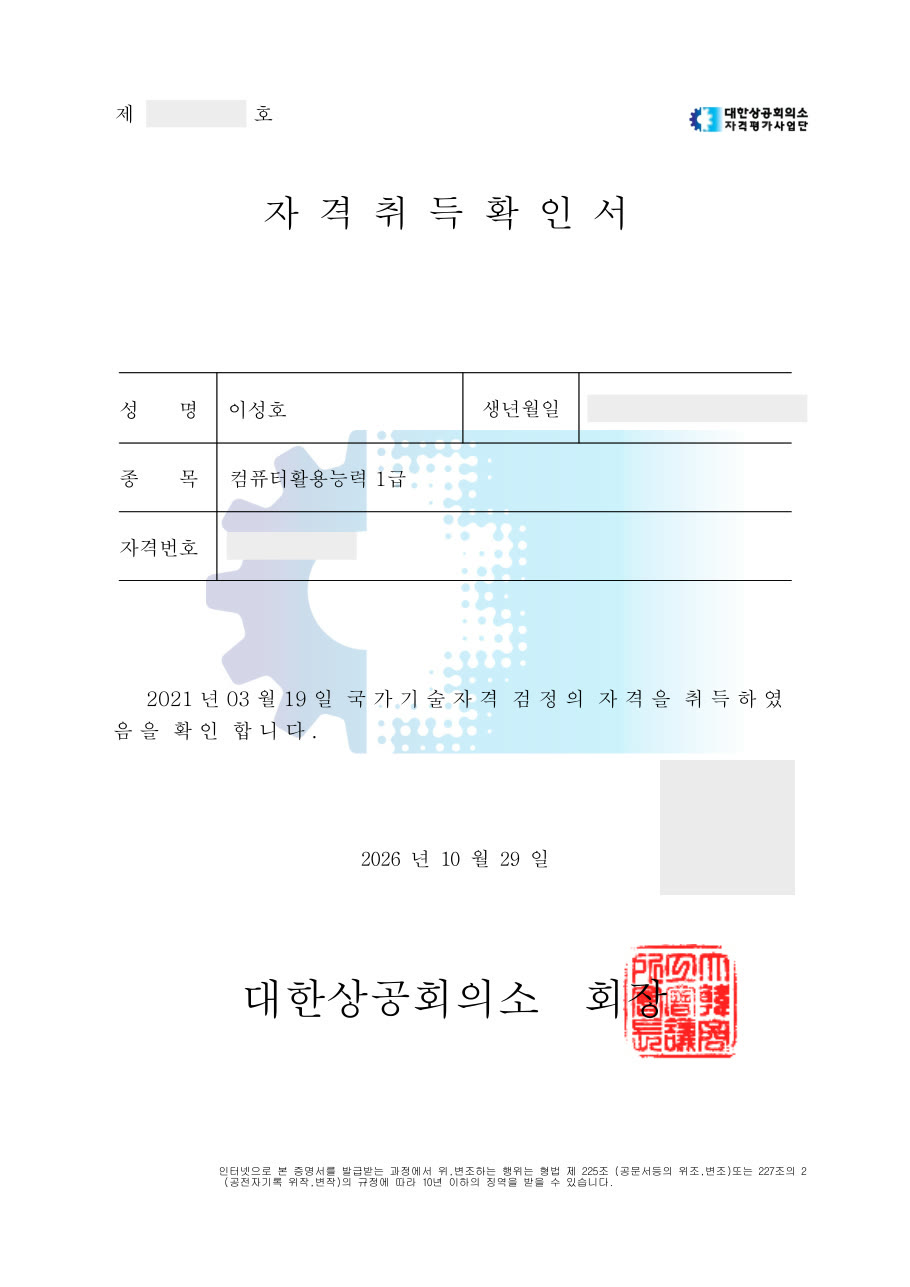 제 호
대한상공회의소
자격평가사업단
자 격 취 득 확 인 서
성 명 이성호 생년월일
종 목 컴퓨터활용능력 1급
자격번호
2021 년 03 월 19 일 국 가 기 술 자 격 검 정 의 자 격 을 취 득 하 였
음 을 확 인 합 니 다 .
2026 년 10 월 29 일
대한상공회의소 회장
인터넷으로 본 증명서를 발급받는 과정에서 위,변조하는 행위는 형법 제 225조 (공문서등의 위조,변조)또는 227조의 2
(공전자기록 위작,변작)의 규정에 따라 10년 이하의 징역을 받을 수 있습니다.